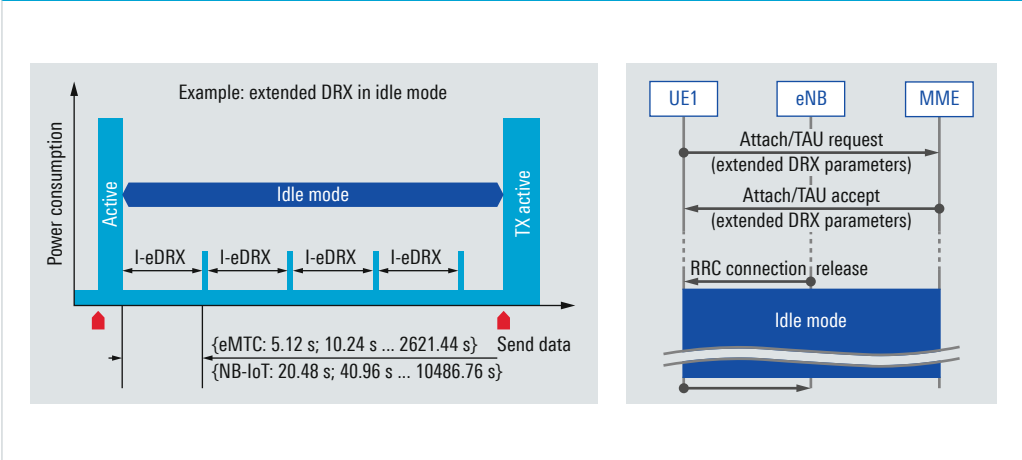 Example: extended DRX in idle mode
Power consumption
Active
Idle mode
TX active
I-eDRX
I-eDRX
I-eDRX
I-eDRX
{eMTC: 5.12 s; 10.24 s ... 2621.44 s}
Send data
{NB-IoT: 20.48 s; 40.96 s ... 10486.76 s}
UE1
eNB
MME
Attach/TAU request
(extended DRX parameters)
Attach/TAU accept
(extended DRX parameters)
RRC connection release
Idle mode